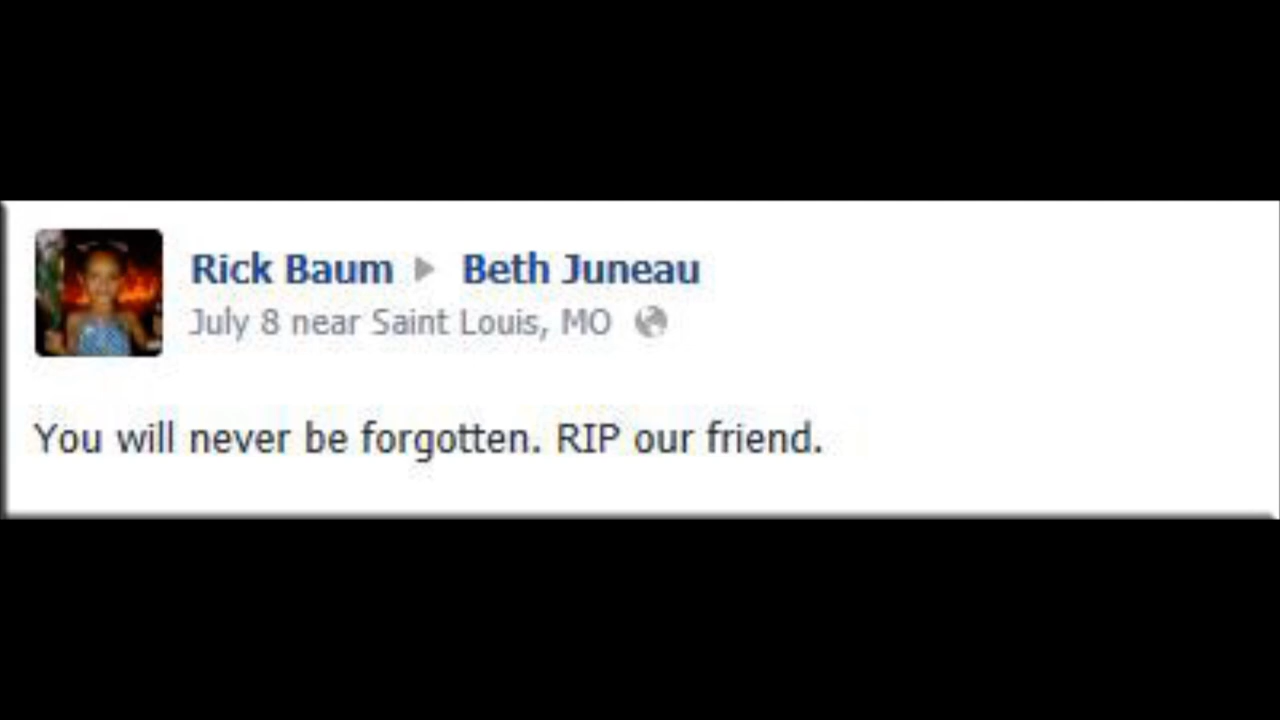 Rick Baum ▶ Beth Juneau
July 8 near Saint Louis, MO
You will never be forgotten. RIP our friend.